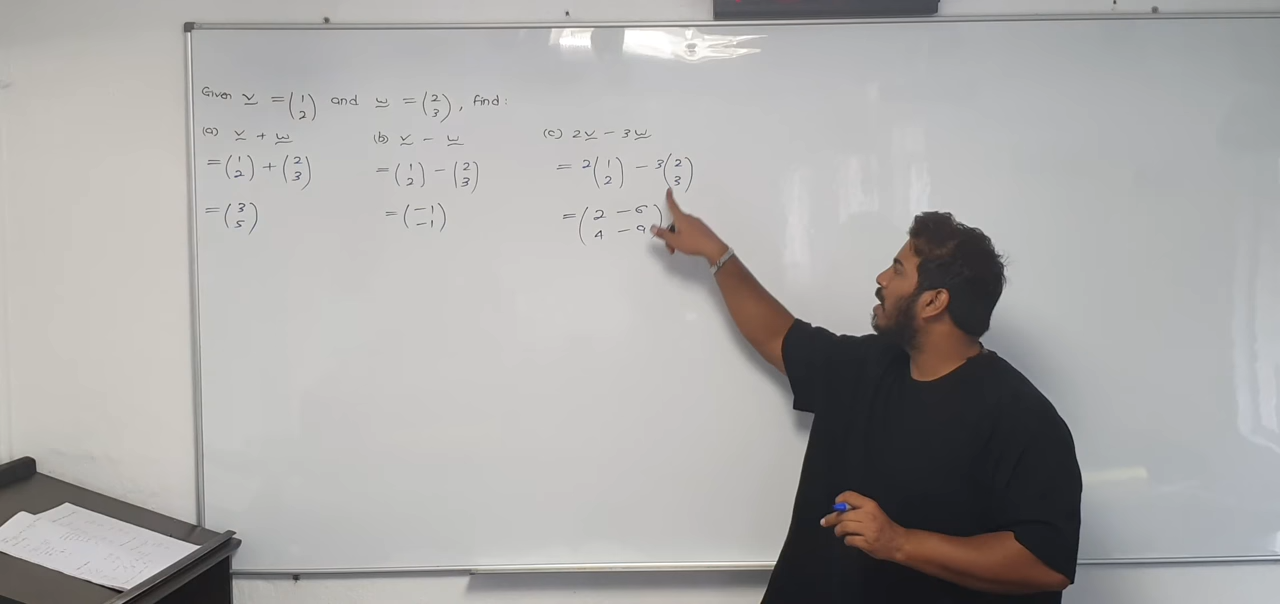 Given v = (1 2) and w = (2 3), find:
(a) v + w
= (1 2) + (2 3)
= (3 5)
(b) v - w
= (1 2) - (2 3)
= (-1 -1)
(c) 2v - 3w
= 2(1 2) - 3(2 3)
= (2 - 6 4 - 9)